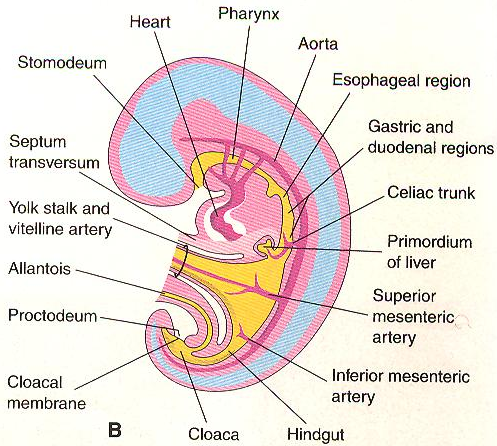 Pharynx
Heart
Aorta
Stomodeum
Esophageal region
Gastric and
duodenal regions
Septum
transversum
Celiac trunk
Yolk stalk and
vitelline artery
Primordium
of liver
Allantois
Superior
mesenteric
artery
Proctodeum
Inferior mesenteric
artery
Cloacal
membrane
B
Cloaca
Hindgut